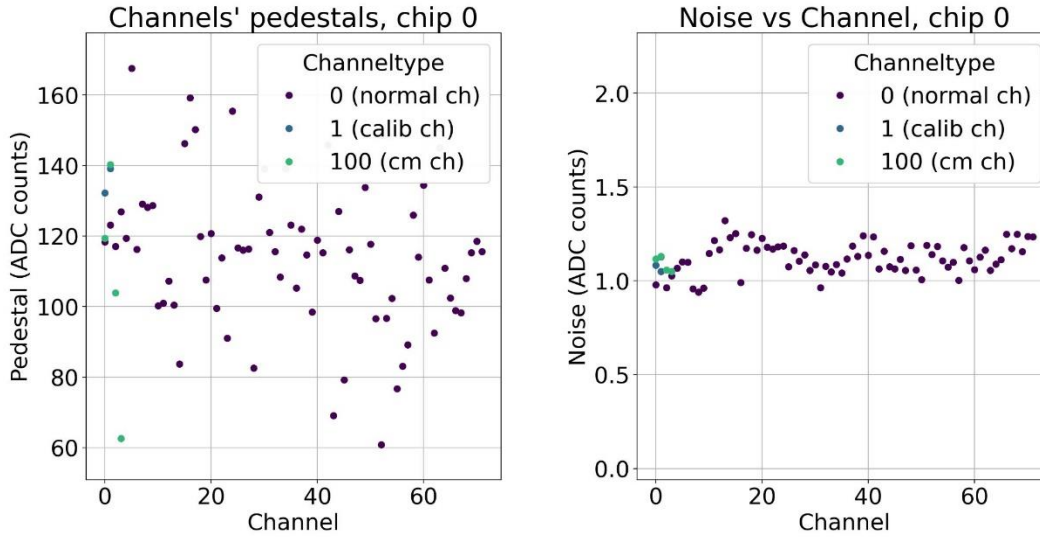 Channels' pedestals, chip 0
Pedestal (ADC counts)
160
140
120
100
80
60
Channeltype
0 (normal ch)
1 (calib ch)
100 (cm ch)
0
20
40
60
Channel
Noise vs Channel, chip 0
Noise (ADC counts)
2.0
1.5
1.0
0.5
0.0
Channeltype
0 (normal ch)
1 (calib ch)
100 (cm ch)
0
20
40
60
Channel